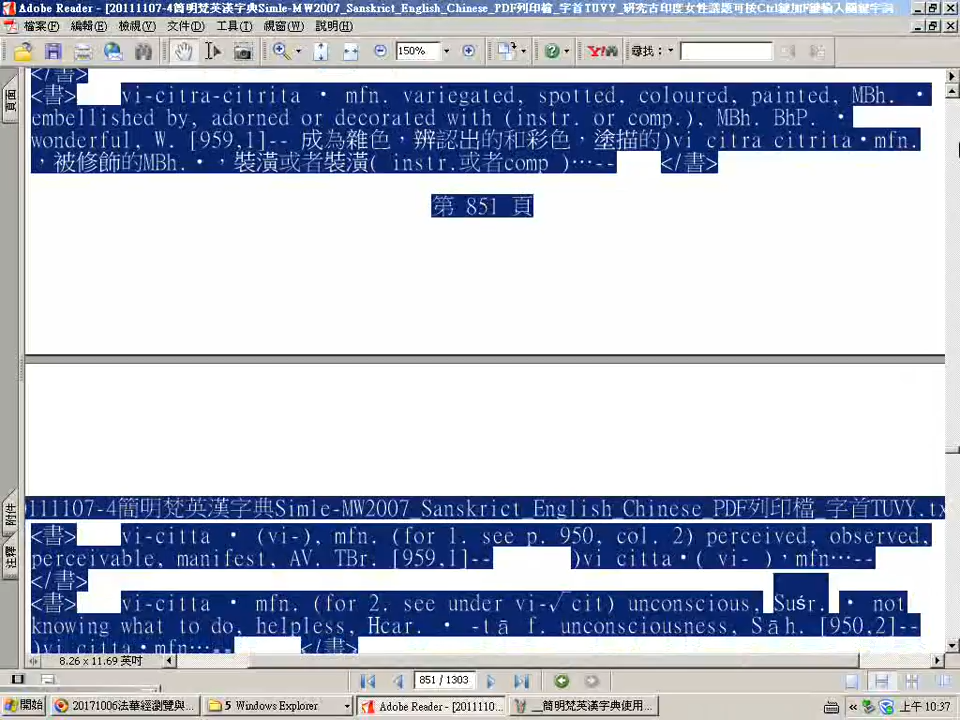 Adobe Reader - [20111107-4簡明梵英漢字典Simle-MW2007_Sanskrict_English_Chinese_PDF列印檔_字首TUVY_研究古印度女性議題可按Ctrl鍵加F鍵輸入關鍵字詞
檔案(F) 編輯(E) 檢視(V) 文件(D) 工具(T) 視窗(W) 說明(H)
150% Y! 尋找：
頁面
</書>
<書> vi-citra-citrita • mfn. variegated, spotted, coloured, painted, MBh. •
embellished by, adorned or decorated with (instr. or comp.), MBh. BhP. •
wonderful, W. [959,1]-- 成為雜色，辨認出的和彩色，塗描的)vi citra citrita•mfn.
，被修飾的MBh.•，裝潢或者裝潢( instr.或者comp )…-- </書>
第 851 頁
111107-4簡明梵英漢字典Simle-MW2007_Sanskrict_English_Chinese_PDF列印檔_字首TUVY.tx
附件
<書> vi-citta • (vi-), mfn. (for 1. see p. 950, col. 2) perceived, observed,
perceivable, manifest, AV. TBr. [959,1]-- )vi citta•( vi- )，mfn…--
</書>
注釋
<書> vi-citta • mfn. (for 2. see under vi-√cit) unconscious, Suśr. • not
knowing what to do, helpless, Hcar. • -tā f. unconsciousness, Sāh. [950,2]--
)vi citta•mfn…-- </書>
8.26 x 11.69 英吋
851 / 1303
開始 20171006法華經瀏覽與... 5 Windows Explorer Adobe Reader - [2011110... __簡明梵英漢字典使用... 上午 10:37